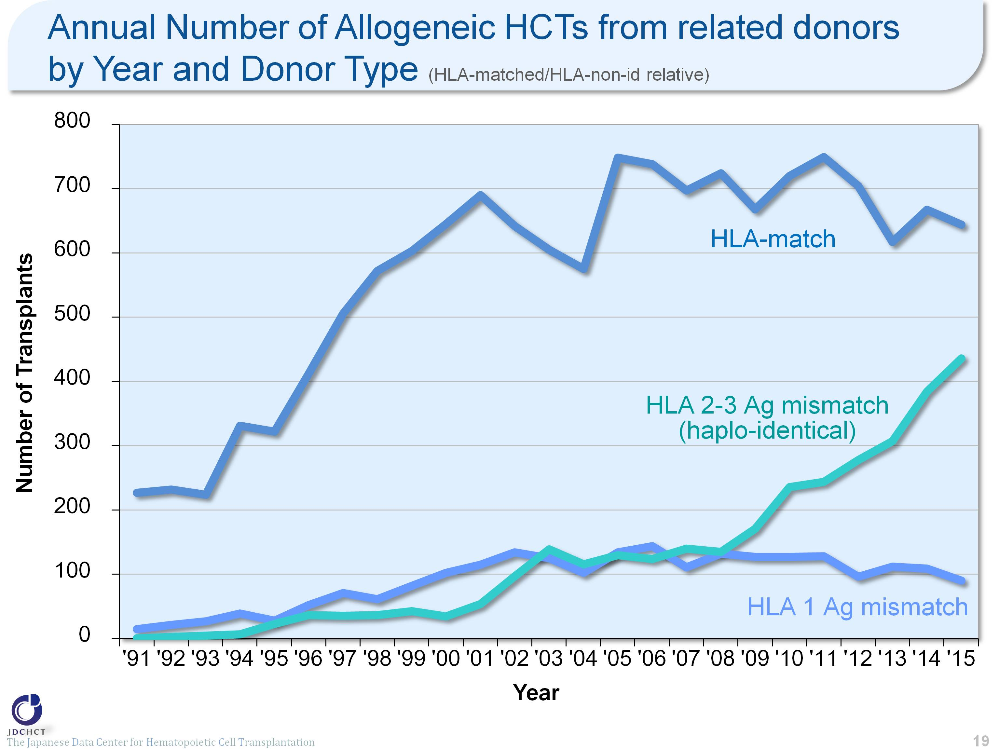 Annual Number of Allogeneic HCTs from related donors
by Year and Donor Type (HLA-matched/HLA-non-id relative)
800
700
600
500
400
300
200
100
0
Number of Transplants
HLA-match
HLA 2-3 Ag mismatch
(haplo-identical)
HLA 1 Ag mismatch
'91 '92 '93 '94 '95 '96 '97 '98 '99 '00 '01 '02 '03 '04 '05 '06 '07 '08 '09 '10 '11 '12 '13 '14 '15
Year
JDCHCT
The Japanese Data Center for Hematopoietic Cell Transplantation
19